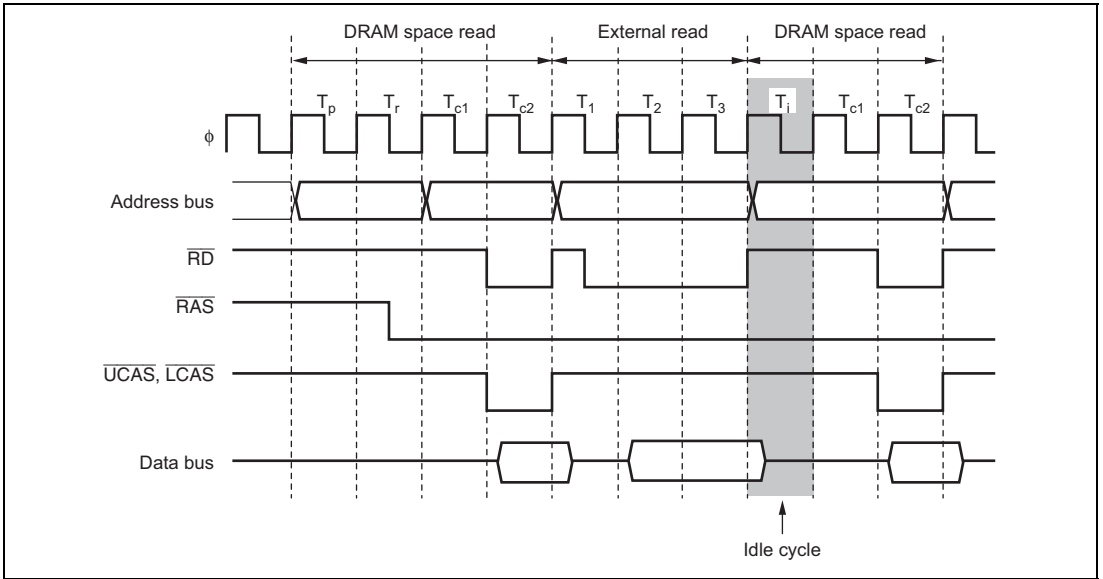 DRAM space read External read DRAM space read
Tp Tr Tc1 Tc2 T1 T2 T3 Ti Tc1 Tc2
ϕ
Address bus
RD
RAS
UCAS, LCAS
Data bus
Idle cycle